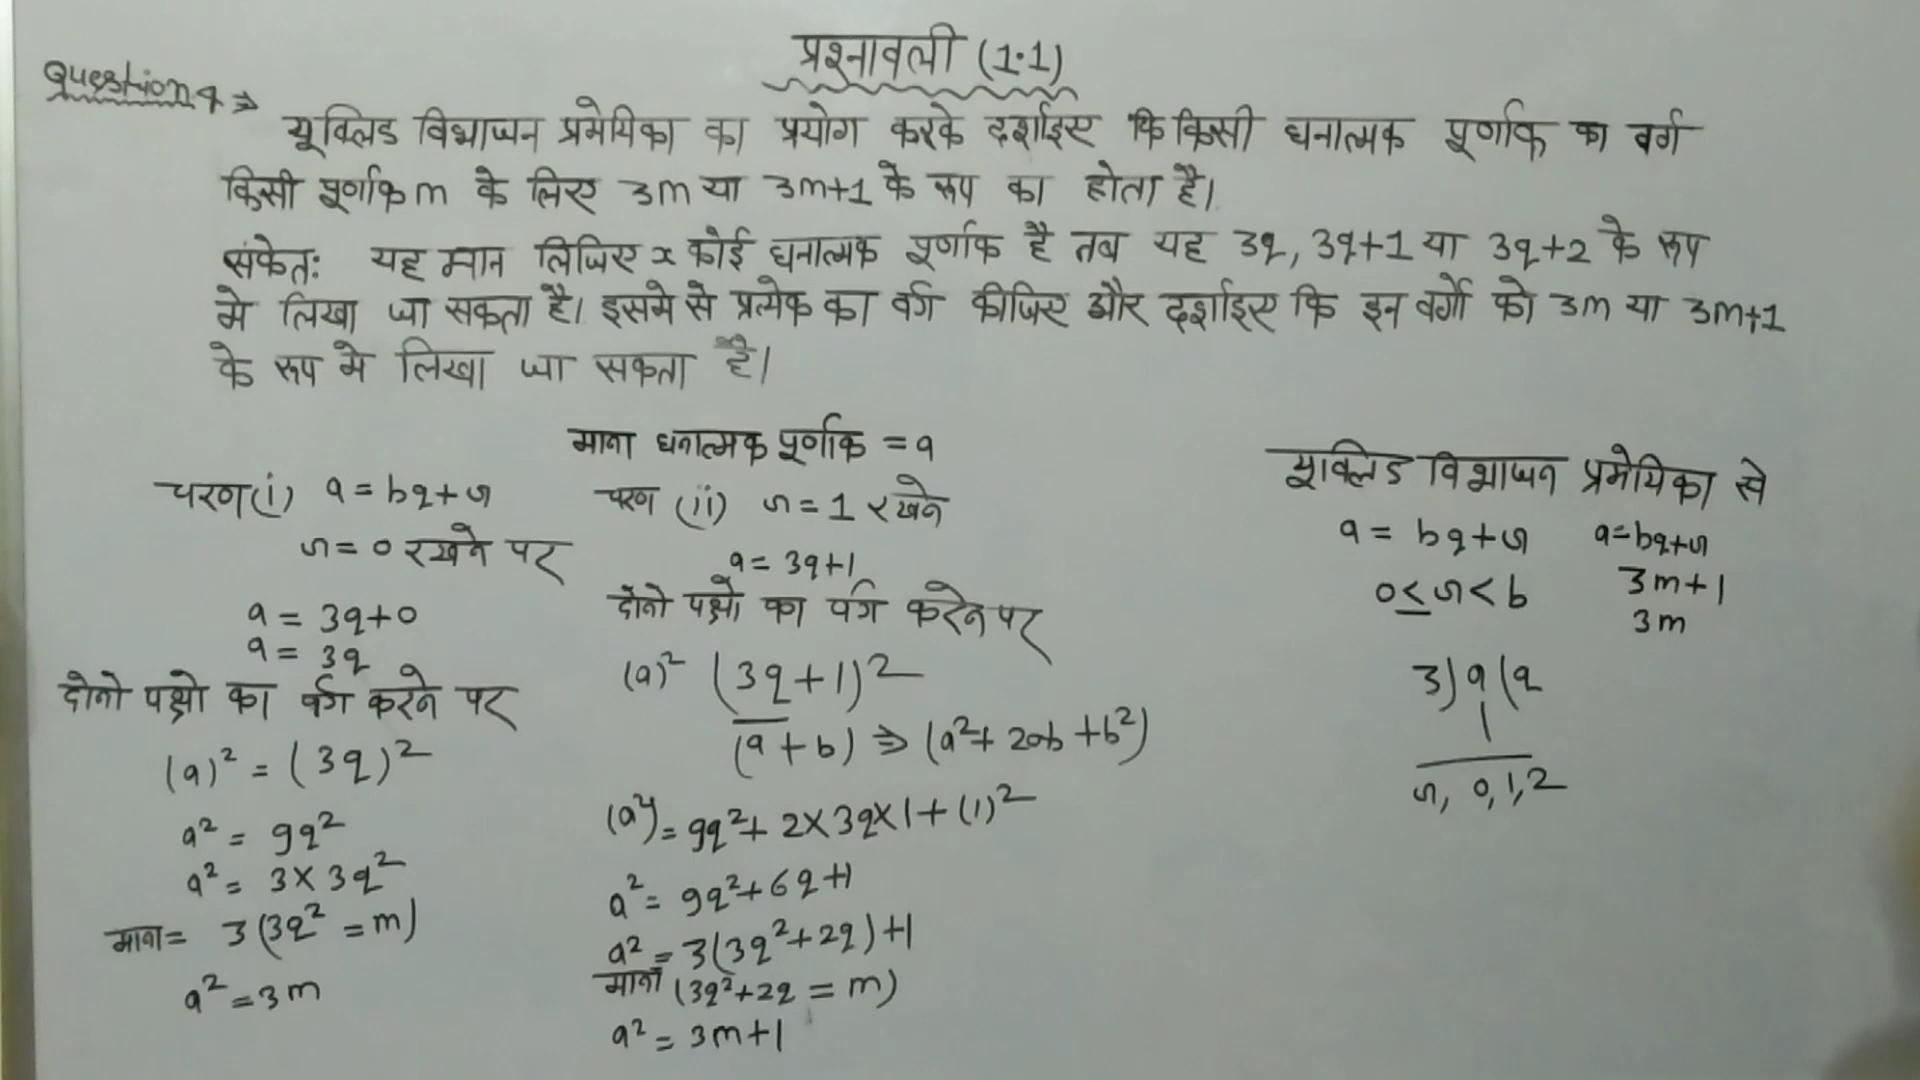 प्रश्नावली (1.1)
Question 4 ⇒
यूक्लिड विभाजन प्रमेयिका का प्रयोग करके दर्शाइए कि किसी धनात्मक पूर्णांक का वर्ग
किसी पूर्णांक m के लिए 3m या 3m+1 के रूप का होता है।
संकेत: यह मान लिजिए x कोई धनात्मक पूर्णांक है तब यह 3q, 3q+1 या 3q+2 के रूप
मे लिखा जा सकता है। इसमे से प्रत्येक का वर्ग कीजिए और दर्शाइए कि इन वर्गो को 3m या 3m+1
के रूप मे लिखा जा सकता है।
माना धनात्मक पूर्णांक = a
चरण (i) a = bq+r
r = 0 रखने पर
a = 3q+0
a = 3q
दोनो पक्षो का वर्ग करने पर
(a)² = (3q)²
a² = 9q²
a² = 3×3q²
माना = 3(3q² = m)
a² = 3m
चरण (ii) r = 1 रखने
a = 3q+1
दोनो पक्षो का वर्ग करने पर
(a)² (3q+1)²
(a+b) ⇒ (a²+2ab+b²)
(a²) = 9q²+2×3q×1+(1)²
a² = 9q²+6q+1
a² = 3(3q²+2q)+1
माना (3q²+2q = m)
a² = 3m+1
यूक्लिड विभाजन प्रमेयिका से
a = bq+r a=bq+r
0≤r<b 3m+1
3m
3)a(q
r, 0,1,2